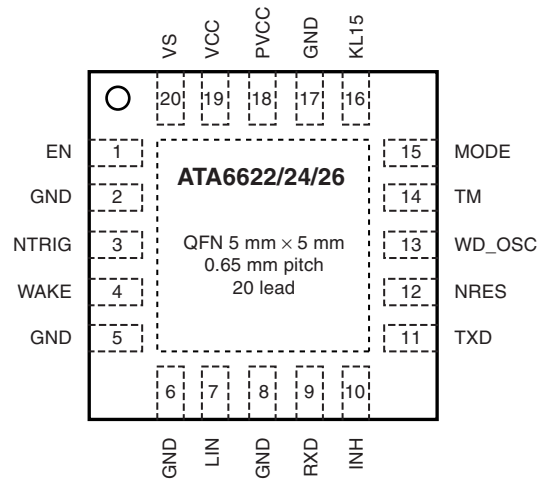 VS
VCC
PVCC
GND
KL15
20
19
18
17
16
EN
1
GND
2
NTRIG
3
WAKE
4
GND
5
ATA6622/24/26
QFN 5 mm × 5 mm
0.65 mm pitch
20 lead
15
MODE
14
TM
13
WD_OSC
12
NRES
11
TXD
6
7
8
9
10
GND
LIN
GND
RXD
INH